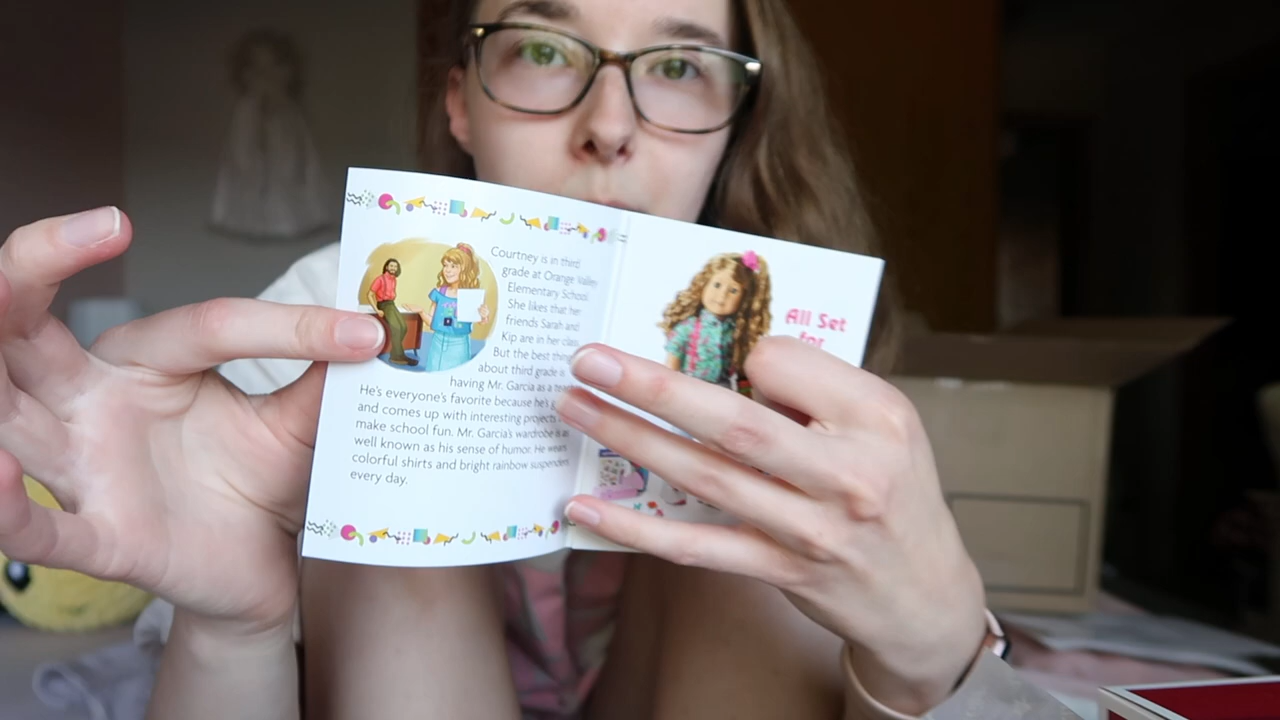 Courtney is in third
grade at Orange Valley
Elementary School.
She likes that her
friends Sarah and
Kip are in her class.
But the best thing
about third grade is
having Mr. Garcia as a
He's everyone's favorite because he's
and comes up with interesting projects
make school fun. Mr. Garcia's wardrobe is as
well known as his sense of humor. He wears
colorful shirts and bright rainbow suspenders
every day.
All Set
for